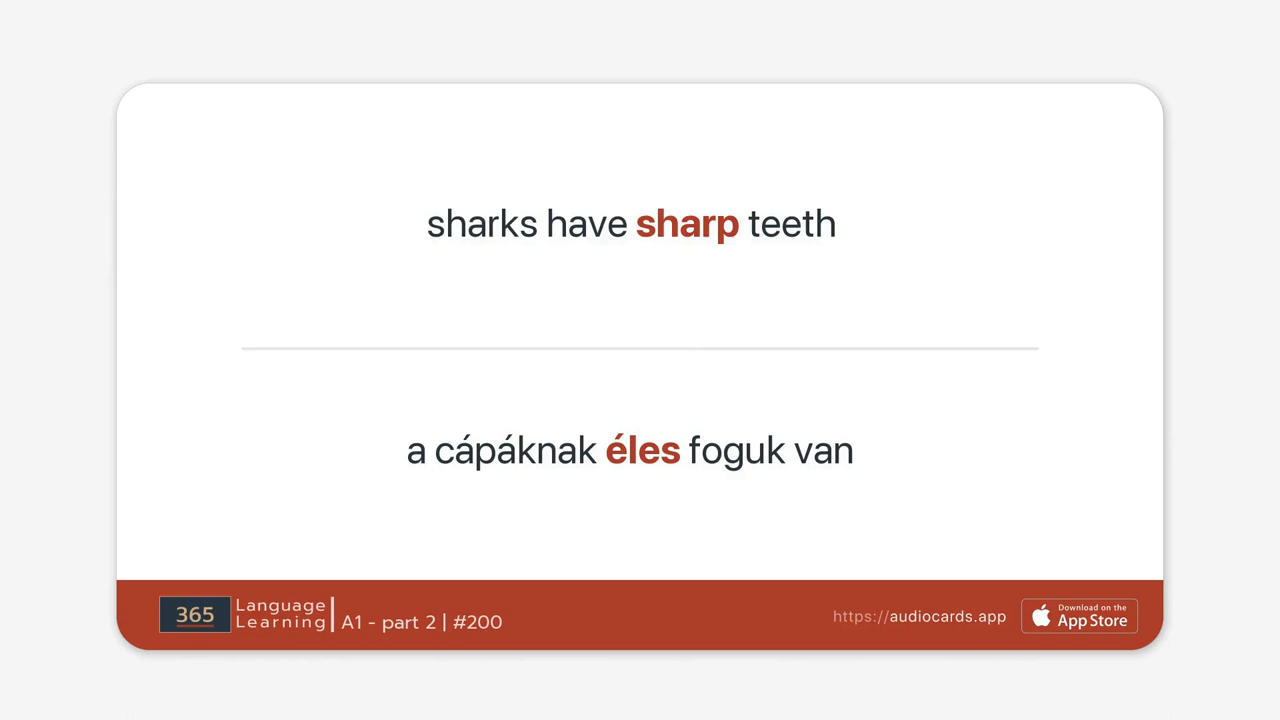 sharks have sharp teeth
a cápáknak éles foguk van
365
Language
Learning
A1 - part 2 | #200
https://audiocards.app
Download on the
App Store